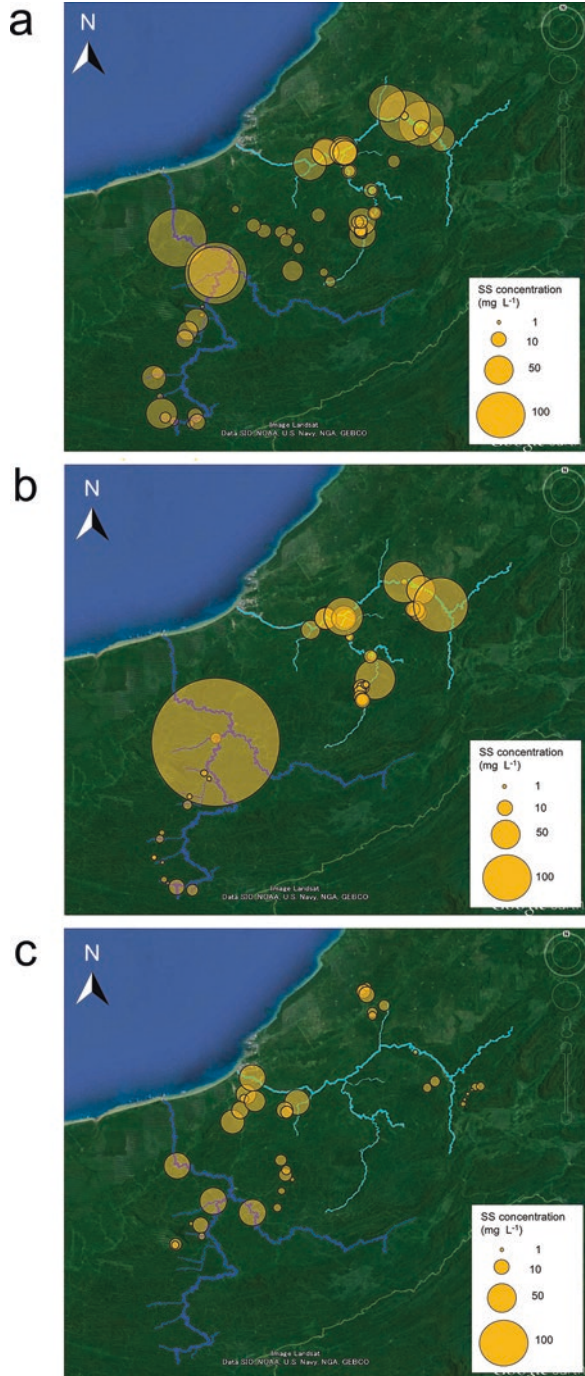 a
N
SS concentration
(mg L-1)
1
10
50
100
Image Landsat
Data SIO, NOAA, U.S. Navy, NGA, GEBCO
b
N
SS concentration
(mg L-1)
1
10
50
100
Image Landsat
Data SIO, NOAA, U.S. Navy, NGA, GEBCO
c
N
SS concentration
(mg L-1)
1
10
50
100
Image Landsat
Data SIO, NOAA, U.S. Navy, NGA, GEBCO